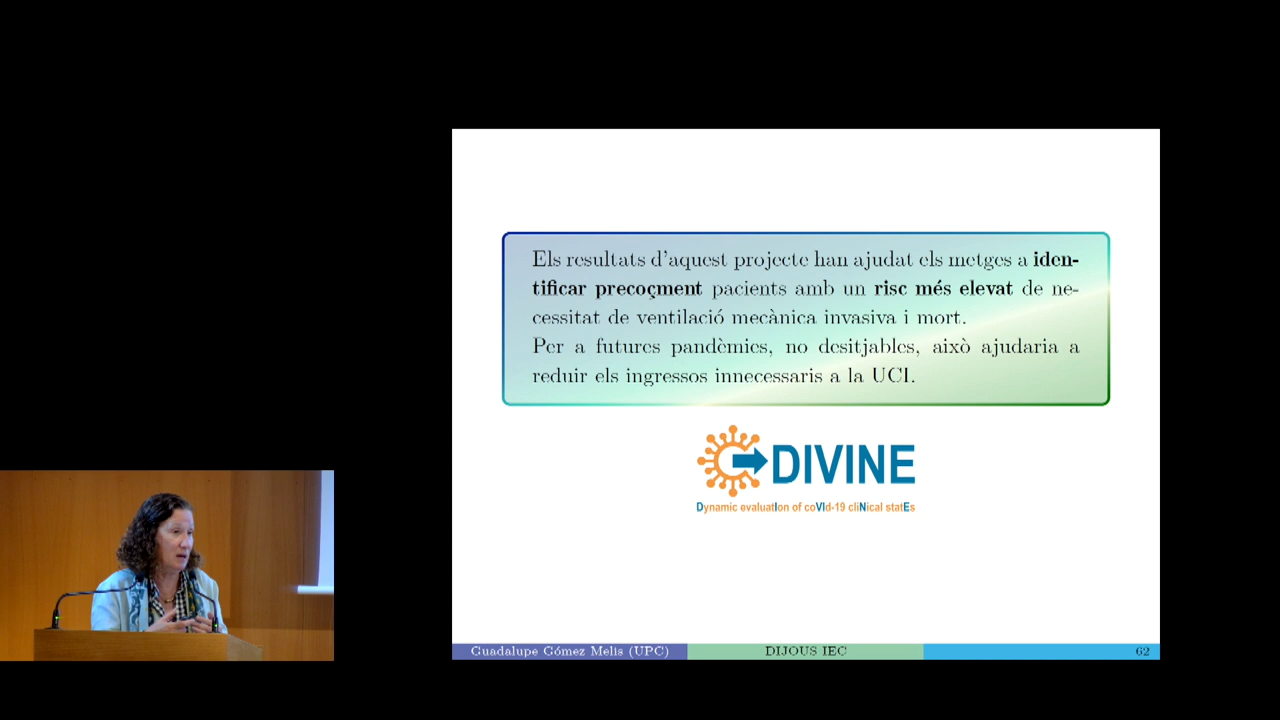 Els resultats d'aquest projecte han ajudat els metges a iden-
tificar precoçment pacients amb un risc més elevat de ne-
cessitat de ventilació mecànica invasiva i mort.
Per a futures pandèmies, no desitjables, això ajudaria a
reduir els ingressos innecessaris a la UCI.
DIVINE
Dynamic evaluatIon of coVId-19 cliNical statEs
Guadalupe Gómez Melis (UPC) DIJOUS IEC 62